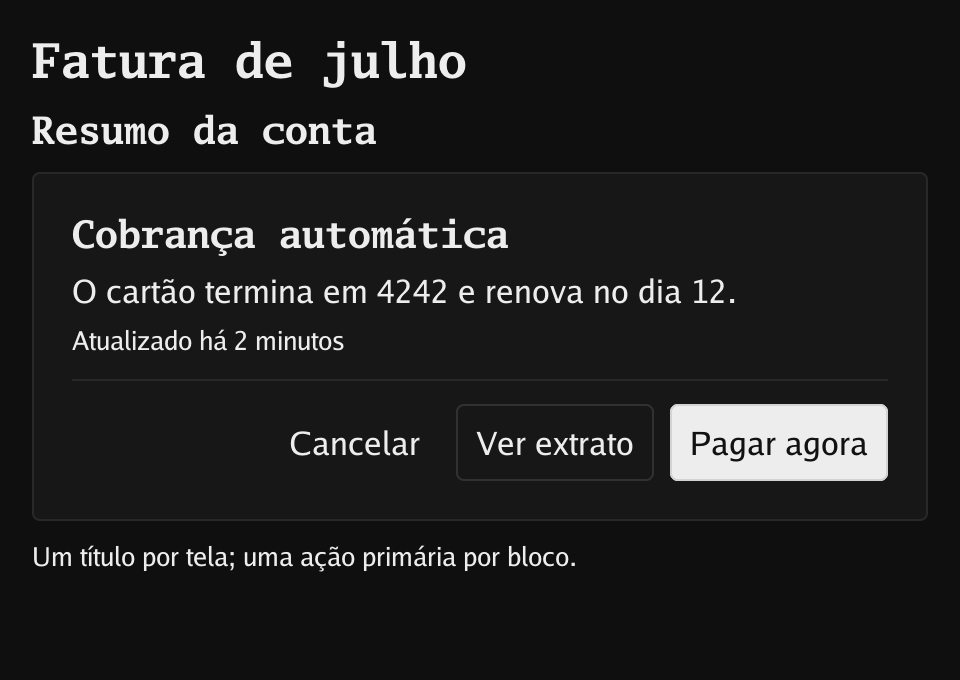 Fatura de julho
Resumo da conta
Cobrança automática
O cartão termina em 4242 e renova no dia 12.
Atualizado há 2 minutos
Cancelar
Ver extrato
Pagar agora
Um título por tela; uma ação primária por bloco.